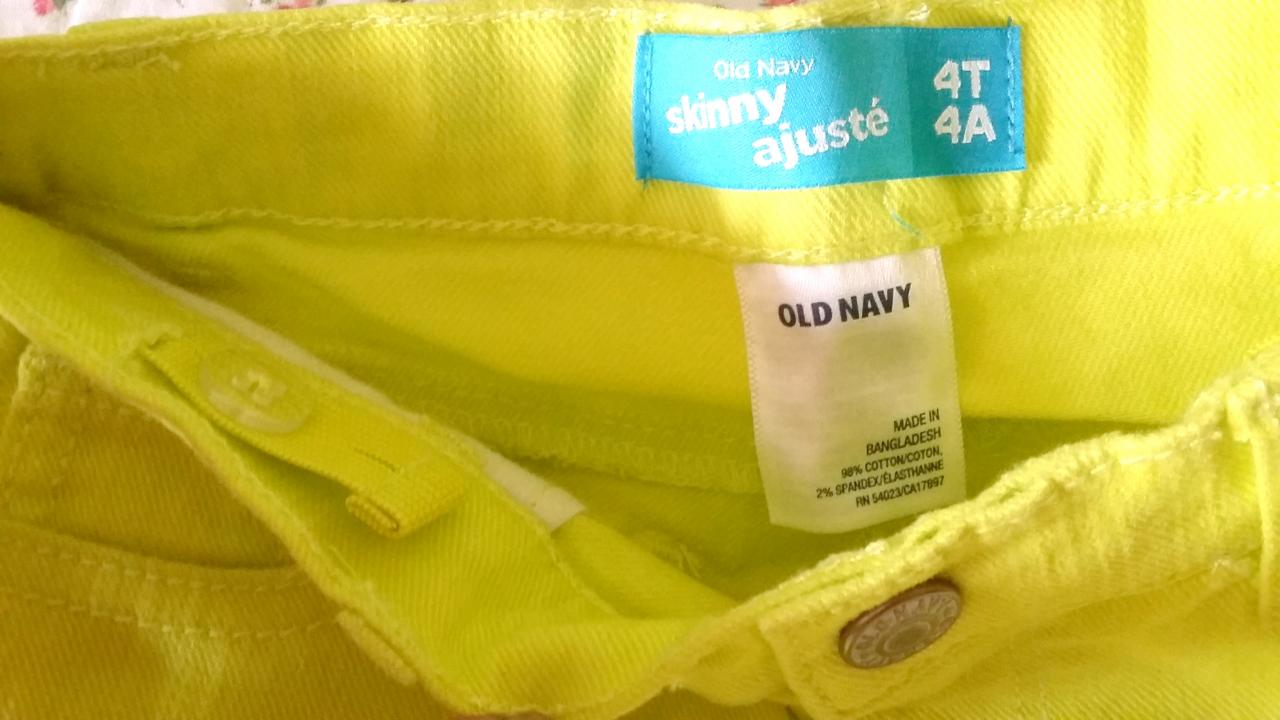 Old Navy
skinny
ajusté
4T
4A
OLD NAVY
MADE IN
BANGLADESH
98% COTTON/COTON,
2% SPANDEX/ÉLASTHANNE
RN 54023/CA17897